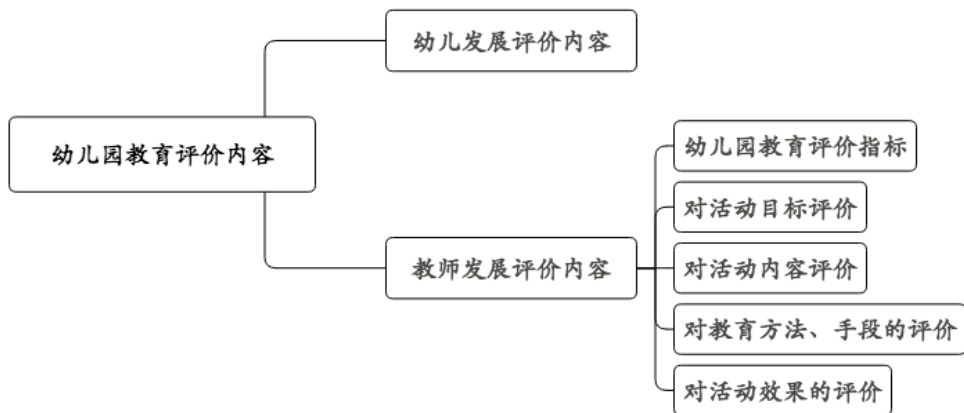 幼儿发展评价内容
幼儿园教育评价内容
幼儿园教育评价指标
对活动目标评价
教师发展评价内容
对活动内容评价
对教育方法、手段的评价
对活动效果的评价